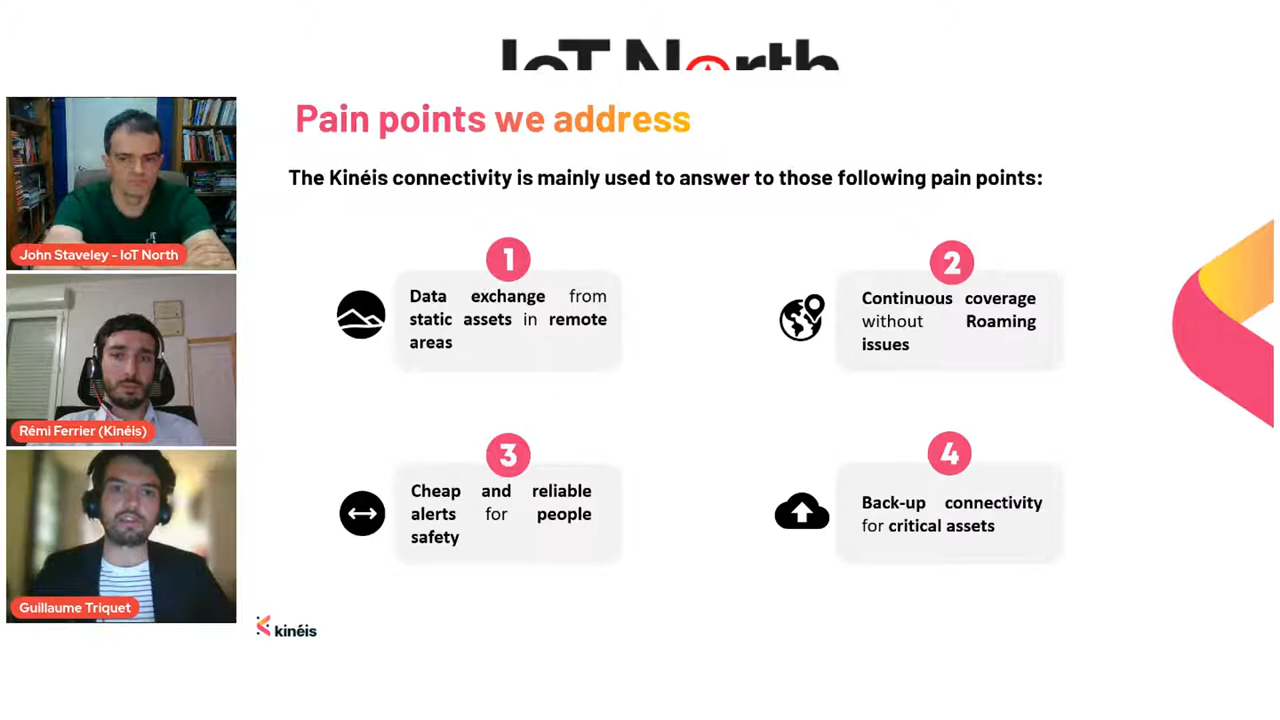 IoT North
Pain points we address
The Kinéis connectivity is mainly used to answer to those following pain points:
John Staveley - IoT North
Rémi Ferrier (Kinéis)
Guillaume Triquet
1
Data exchange from
static assets in remote
areas
2
Continuous coverage
without Roaming
issues
3
Cheap and reliable
alerts for people
safety
4
Back-up connectivity
for critical assets
kinéis